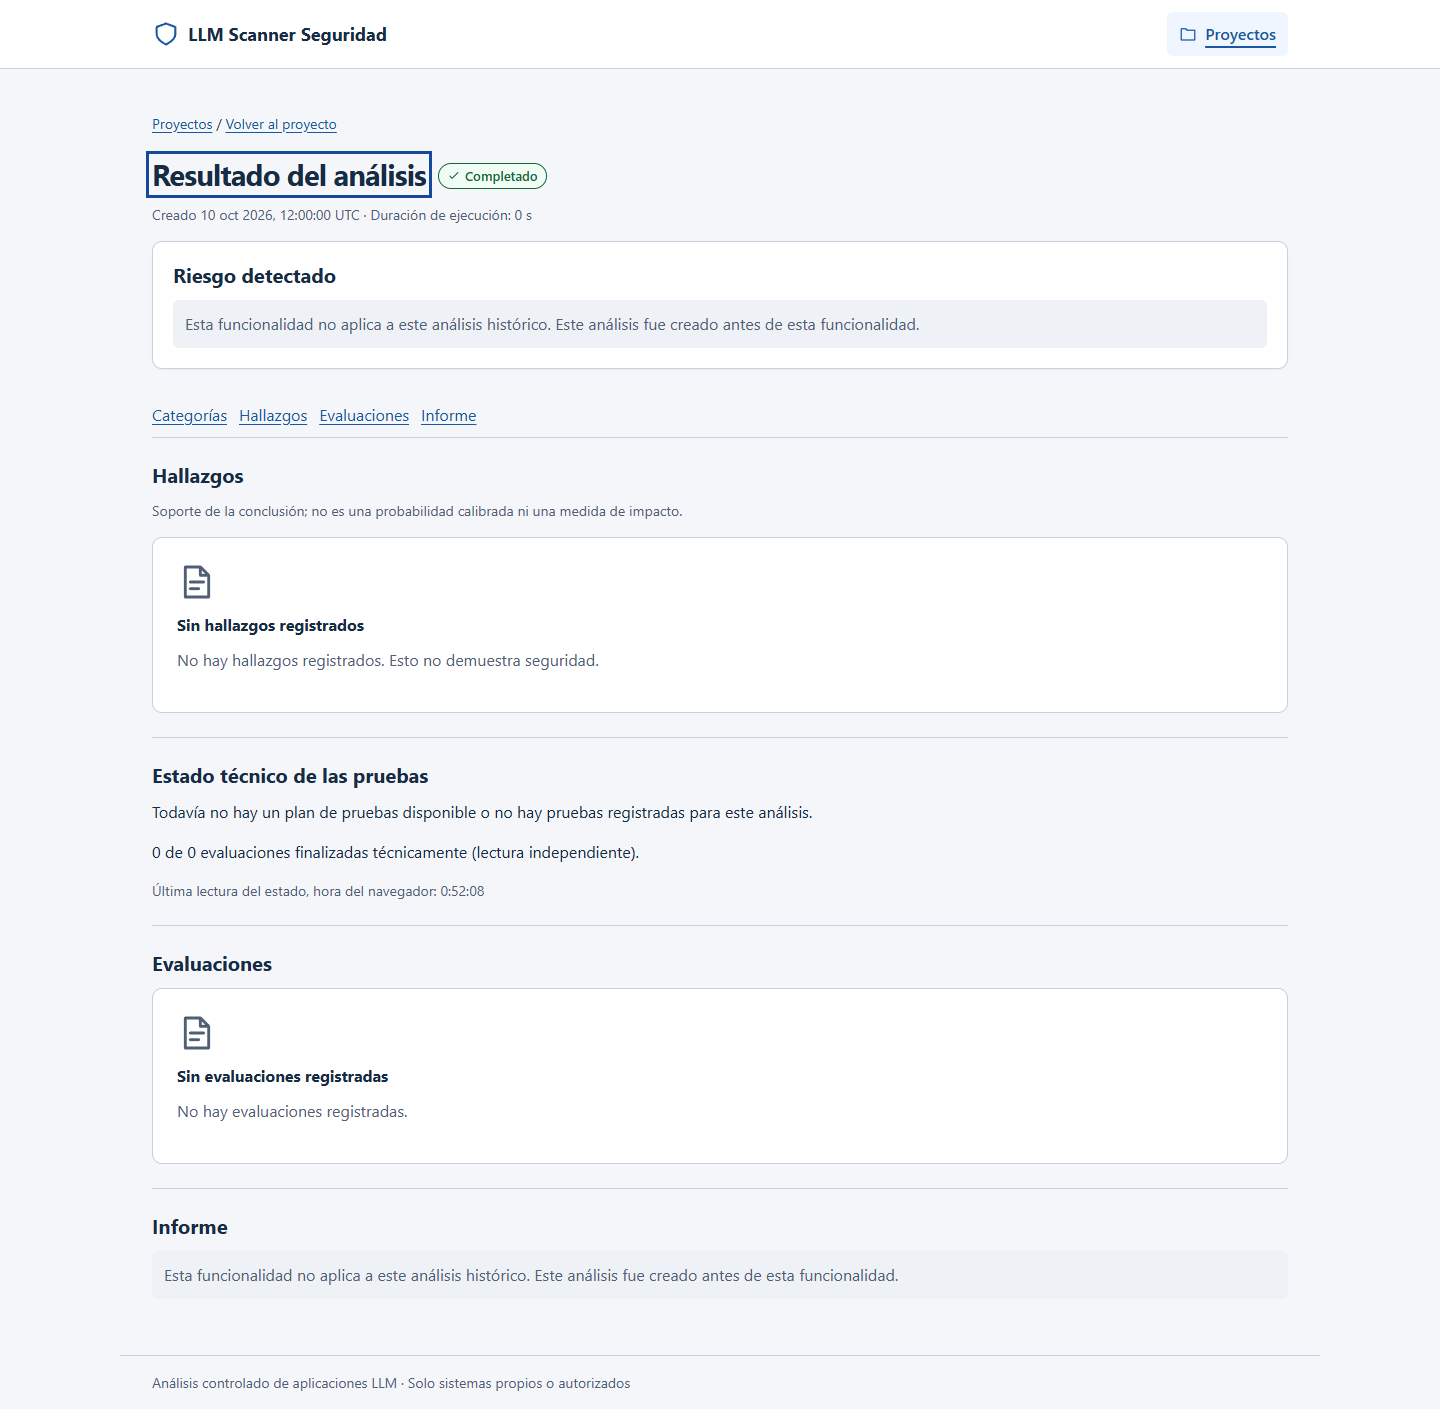 LLM Scanner Seguridad
Proyectos
Proyectos / Volver al proyecto
Resultado del análisis
Completado
Creado 10 oct 2026, 12:00:00 UTC · Duración de ejecución: 0 s
Riesgo detectado
Esta funcionalidad no aplica a este análisis histórico. Este análisis fue creado antes de esta funcionalidad.
Categorías Hallazgos Evaluaciones Informe
Hallazgos
Soporte de la conclusión; no es una probabilidad calibrada ni una medida de impacto.
Sin hallazgos registrados
No hay hallazgos registrados. Esto no demuestra seguridad.
Estado técnico de las pruebas
Todavía no hay un plan de pruebas disponible o no hay pruebas registradas para este análisis.
0 de 0 evaluaciones finalizadas técnicamente (lectura independiente).
Última lectura del estado, hora del navegador: 0:52:08
Evaluaciones
Sin evaluaciones registradas
No hay evaluaciones registradas.
Informe
Esta funcionalidad no aplica a este análisis histórico. Este análisis fue creado antes de esta funcionalidad.
Análisis controlado de aplicaciones LLM · Solo sistemas propios o autorizados